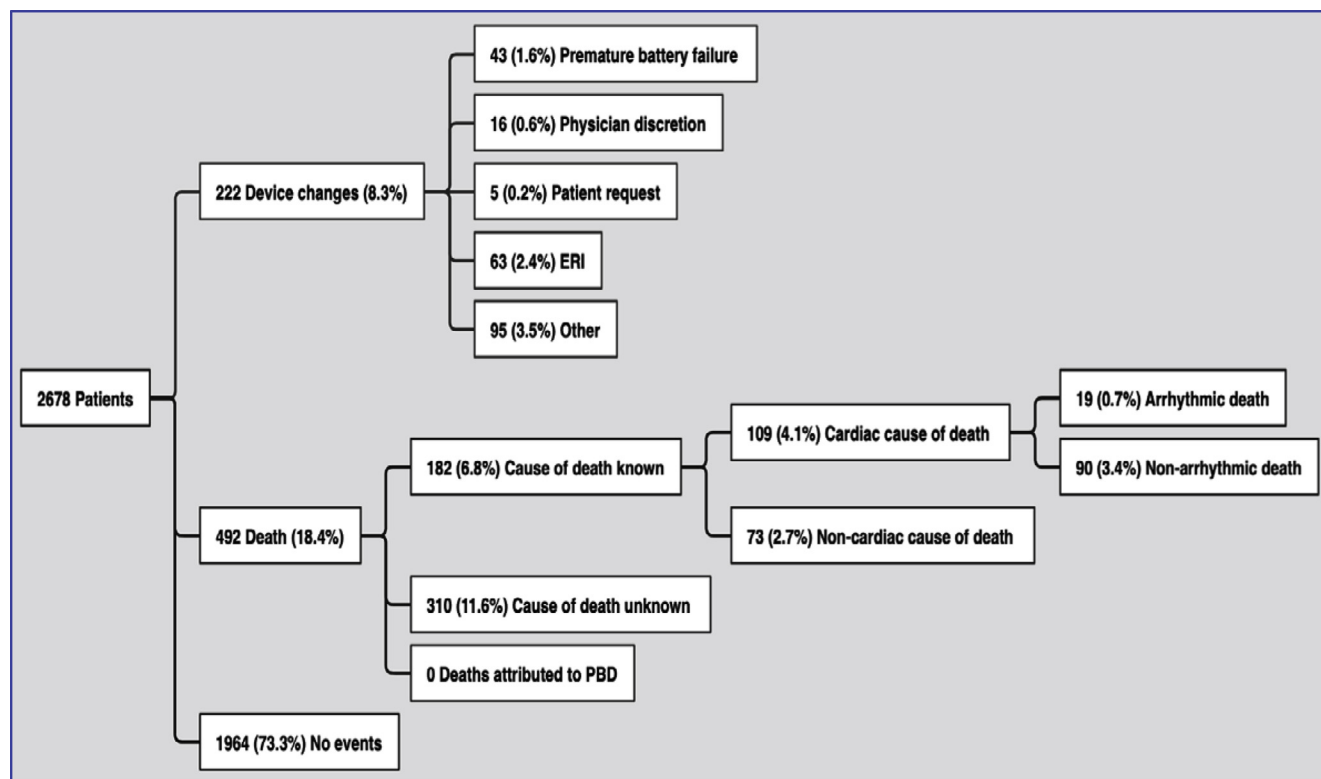 43 (1.6%) Premature battery failure
16 (0.6%) Physician discretion
222 Device changes (8.3%)
5 (0.2%) Patient request
63 (2.4%) ERI
95 (3.5%) Other
2678 Patients
19 (0.7%) Arrhythmic death
109 (4.1%) Cardiac cause of death
182 (6.8%) Cause of death known
90 (3.4%) Non-arrhythmic death
492 Death (18.4%)
73 (2.7%) Non-cardiac cause of death
310 (11.6%) Cause of death unknown
0 Deaths attributed to PBD
1964 (73.3%) No events